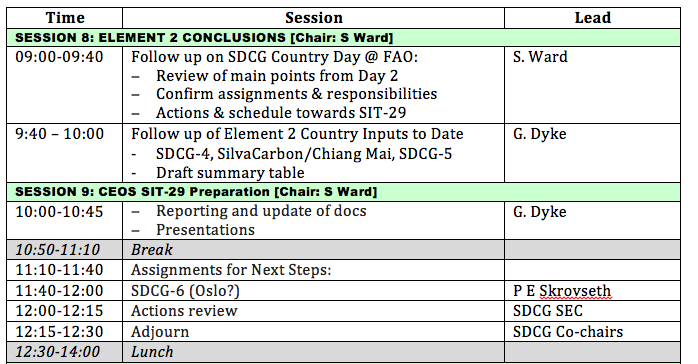 Time Session Lead
SESSION 8: ELEMENT 2 CONCLUSIONS [Chair: S Ward]
09:00-09:40 Follow up on SDCG Country Day @ FAO: S. Ward
– Review of main points from Day 2
– Confirm assignments & responsibilities
– Actions & schedule towards SIT-29
9:40 – 10:00 Follow up of Element 2 Country Inputs to Date G. Dyke
- SDCG-4, SilvaCarbon/Chiang Mai, SDCG-5
- Draft summary table
SESSION 9: CEOS SIT-29 Preparation [Chair: S Ward]
10:00-10:45 – Reporting and update of docs G. Dyke
– Presentations
10:50-11:10 Break
11:10-11:40 Assignments for Next Steps:
11:40-12:00 SDCG-6 (Oslo?) P E Skrovseth
12:00-12:15 Actions review SDCG SEC
12:15-12:30 Adjourn SDCG Co-chairs
12:30-14:00 Lunch